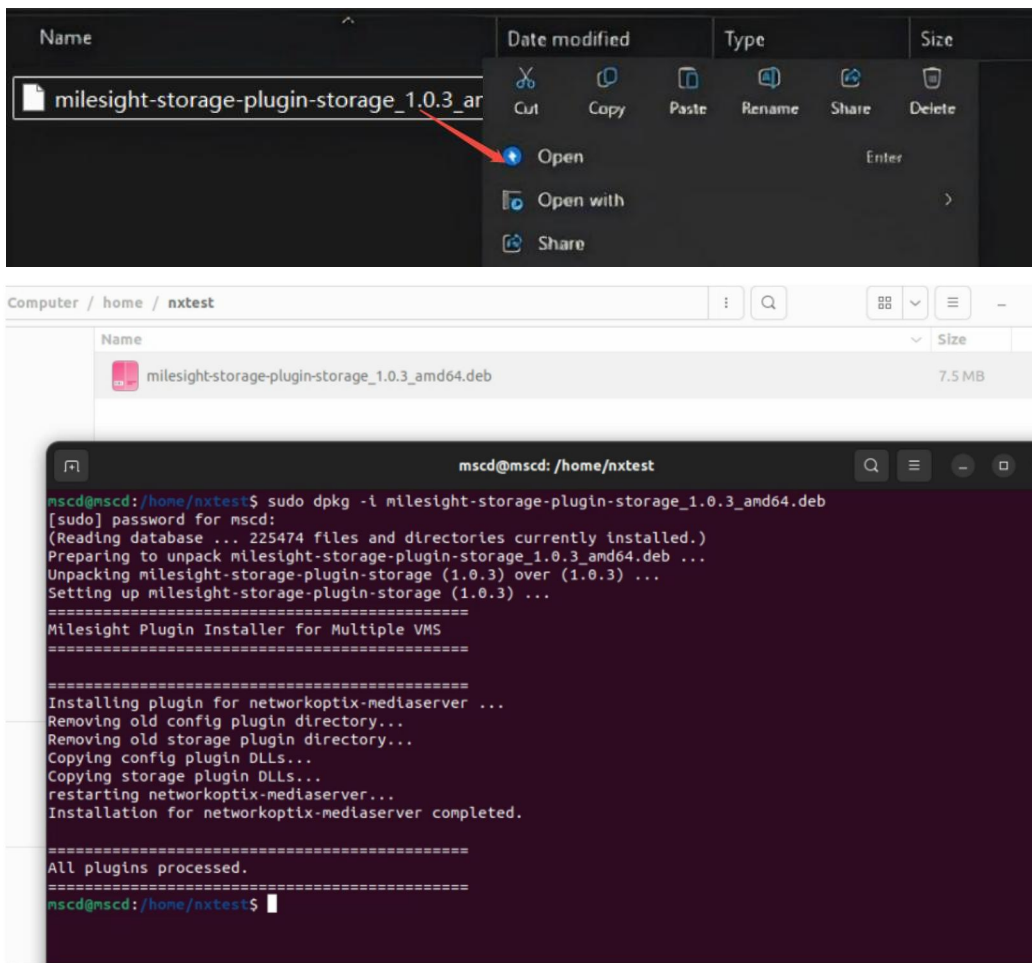 Name Date modified Type Size
milesight-storage-plugin-storage_1.0.3_ar
Cut Copy Paste Rename Share Delete
Open Enter
Open with
Share
Computer / home / nxtest
Name Size
milesight-storage-plugin-storage_1.0.3_amd64.deb 7.5 MB
mscd@mscd: /home/nxtest
mscd@mscd:/home/nxtest$ sudo dpkg -i milesight-storage-plugin-storage_1.0.3_amd64.deb
[sudo] password for mscd:
(Reading database ... 225474 files and directories currently installed.)
Preparing to unpack milesight-storage-plugin-storage_1.0.3_amd64.deb ...
Unpacking milesight-storage-plugin-storage (1.0.3) over (1.0.3) ...
Setting up milesight-storage-plugin-storage (1.0.3) ...
==============================================
Milesight Plugin Installer for Multiple VMS
==============================================
==============================================
Installing plugin for networkoptix-mediaserver ...
Removing old config plugin directory...
Removing old storage plugin directory...
Copying config plugin DLLs...
Copying storage plugin DLLs...
restarting networkoptix-mediaserver...
Installation for networkoptix-mediaserver completed.
==============================================
All plugins processed.
==============================================
mscd@mscd:/home/nxtest$